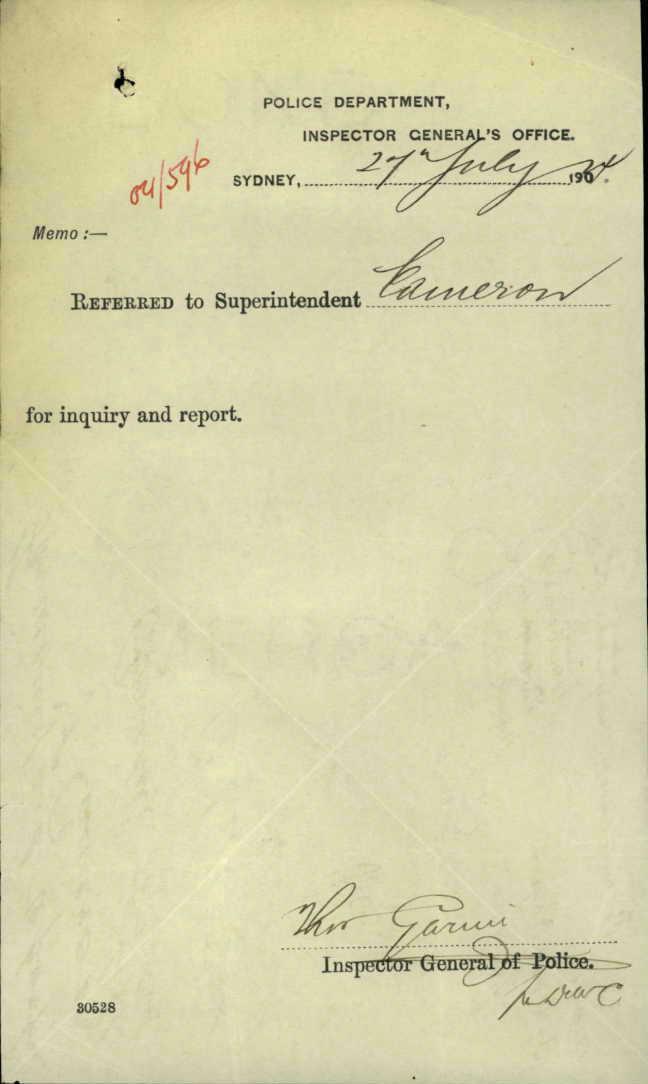 POLICE DEPARTMENT,
INSPECTOR GENERAL'S OFFICE.
04/596
SYDNEY, 27th July 1904.
Memo :—
REFERRED to Superintendent Cameron
for inquiry and report.
Thos Garvin
Inspector General of Police.
30528